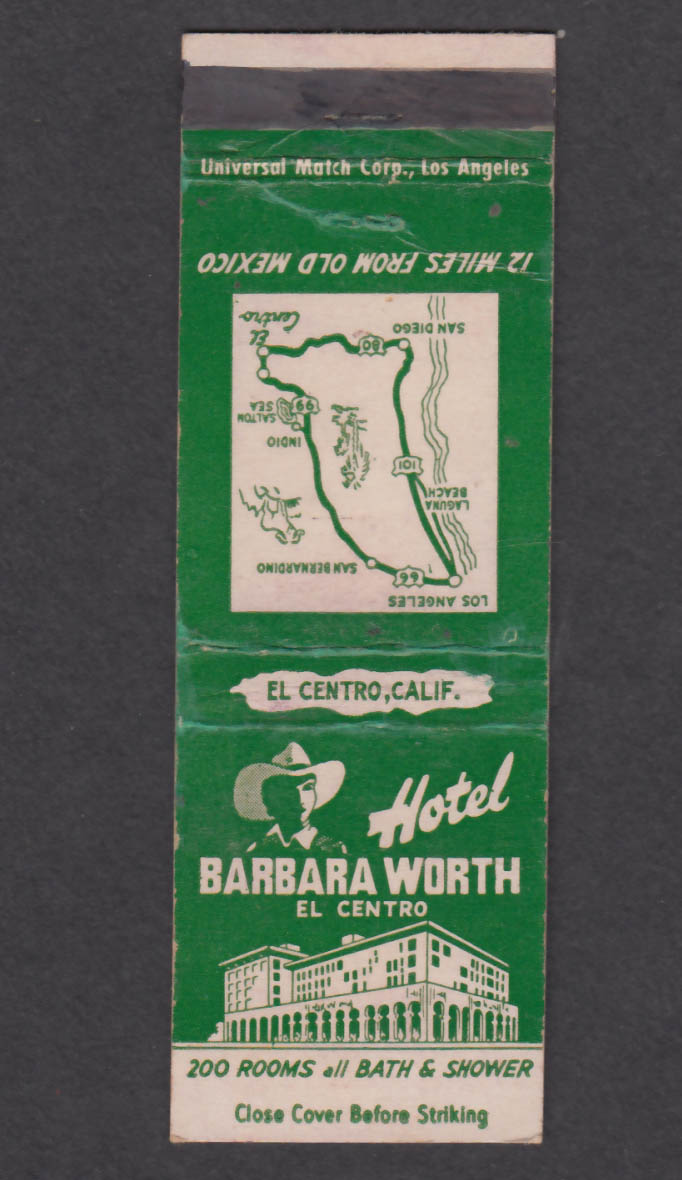 Universal Match Corp., Los Angeles
12 MILES FROM OLD MEXICO
El Centro
SAN DIEGO
80
SALTON SEA
99
INDIO
101
LAGUNA BEACH
SAN BERNARDINO
66
LOS ANGELES
EL CENTRO, CALIF.
Hotel
BARBARA WORTH
EL CENTRO
200 ROOMS all BATH & SHOWER
Close Cover Before Striking